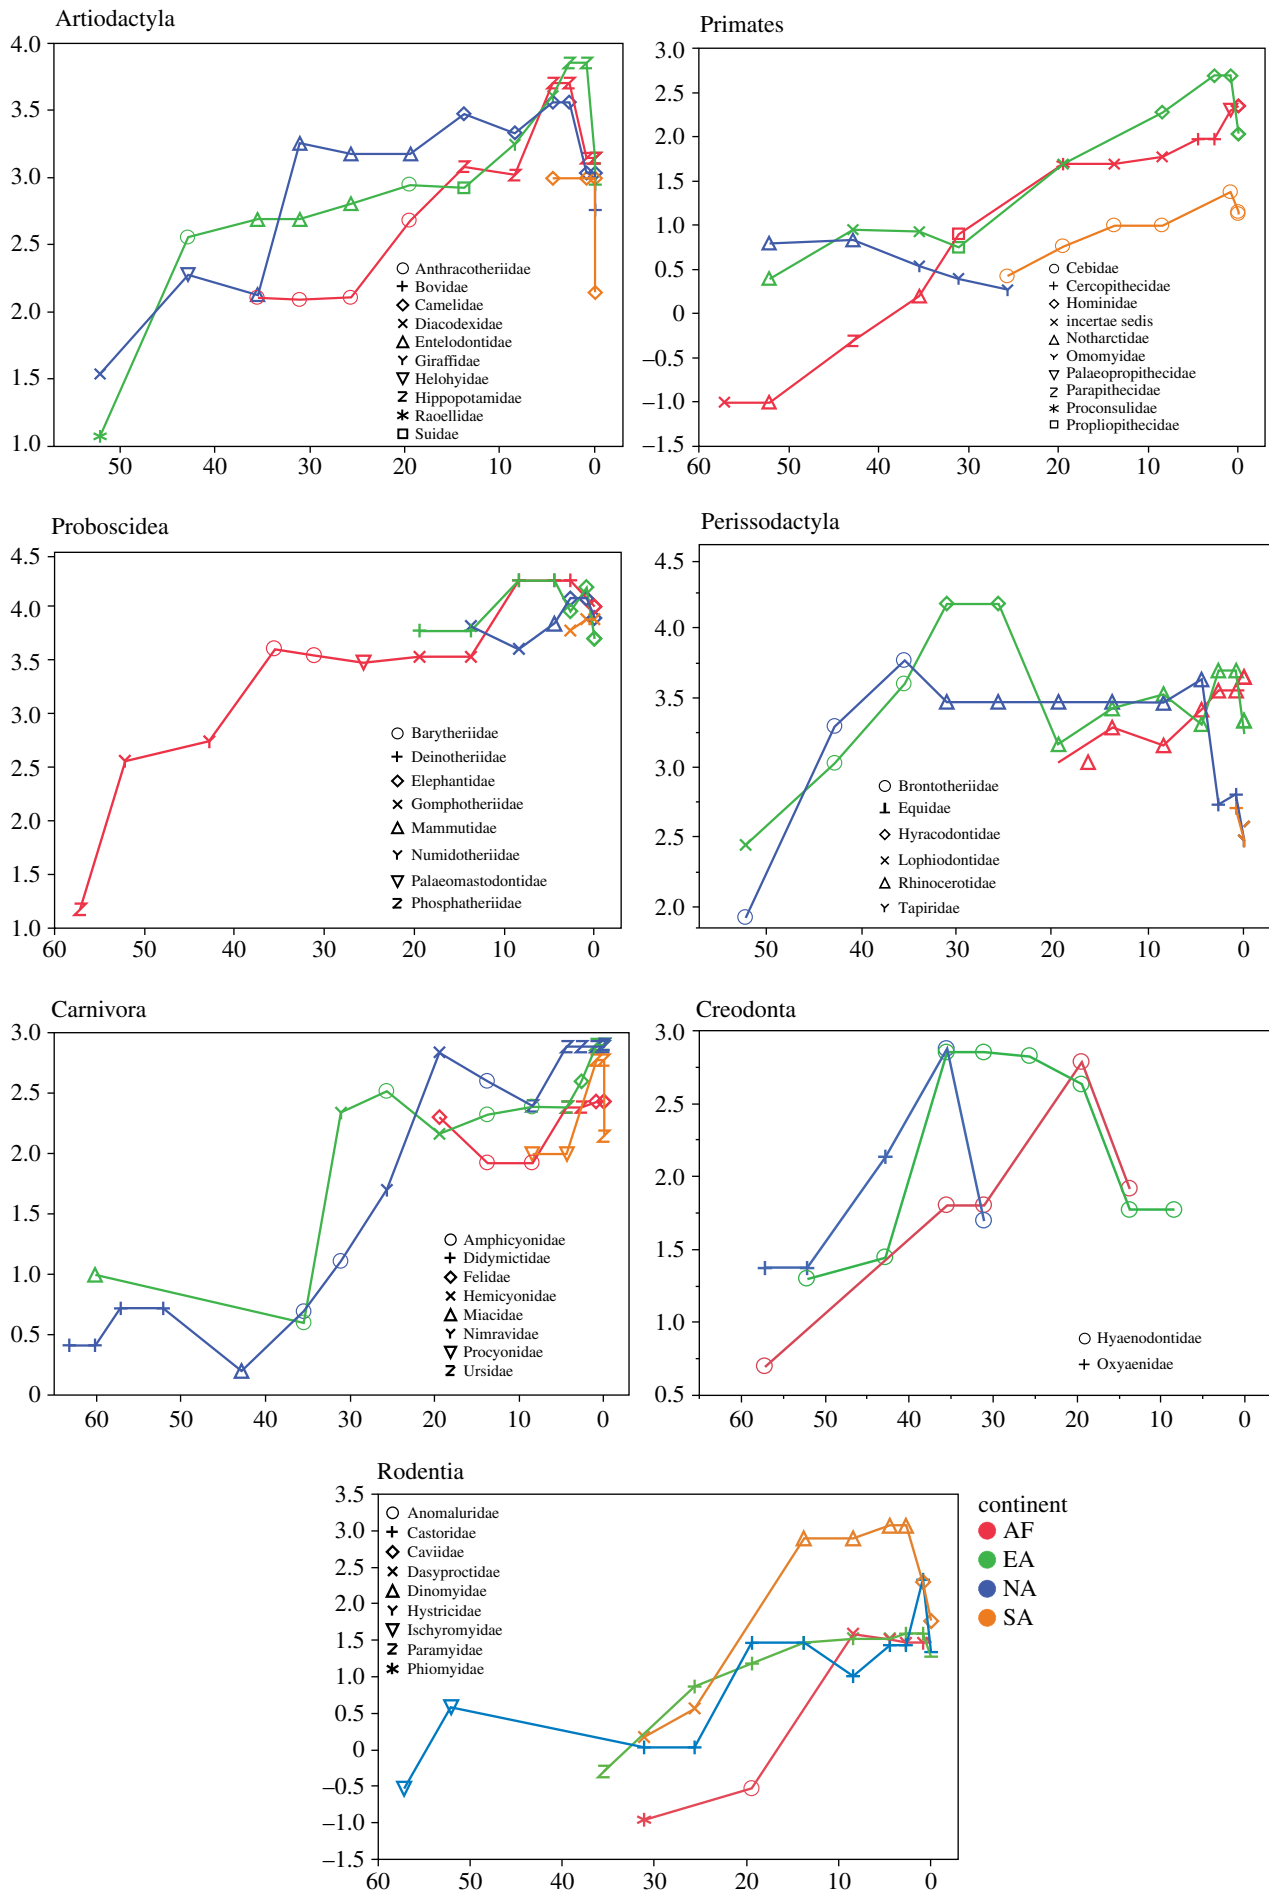 Artiodactyla
4.0
3.5
3.0
2.5
2.0
1.5
1.0
50 40 30 20 10 0
Anthracotheriidae
Bovidae
Camelidae
Diacodexidae
Entelodontidae
Giraffidae
Helohyidae
Hippopotamidae
Raoellidae
Suidae
Primates
3.0
2.5
2.0
1.5
1.0
0.5
0
–0.5
–1.0
–1.5
60 50 40 30 20 10 0
Cebidae
Cercopithecidae
Hominidae
incertae sedis
Notharctidae
Omomyidae
Palaeopropithecidae
Parapithecidae
Proconsulidae
Propliopithecidae
Proboscidea
4.5
4.0
3.5
3.0
2.5
2.0
1.5
1.0
60 50 40 30 20 10 0
Barytheriidae
Deinotheriidae
Elephantidae
Gomphotheriidae
Mammutidae
Numidotheriidae
Palaeomastodontidae
Phosphatheriidae
Perissodactyla
4.5
4.0
3.5
3.0
2.5
2.0
50 40 30 20 10 0
Brontotheriidae
Equidae
Hyracodontidae
Lophiodontidae
Rhinocerotidae
Tapiridae
Carnivora
3.0
2.5
2.0
1.5
1.0
0.5
0
60 50 40 30 20 10 0
Amphicyonidae
Didymictidae
Felidae
Hemicyonidae
Miacidae
Nimravidae
Procyonidae
Ursidae
Creodonta
3.0
2.5
2.0
1.5
1.0
0.5
60 50 40 30 20 10 0
Hyaenodontidae
Oxyaenidae
Rodentia
3.5
3.0
2.5
2.0
1.5
1.0
0.5
0
–0.5
–1.0
–1.5
60 50 40 30 20 10 0
Anomaluridae
Castoridae
Caviidae
Dasyproctidae
Dinomyidae
Hystricidae
Ischyromyidae
Paramyidae
Phiomyidae
continent
AF
EA
NA
SA